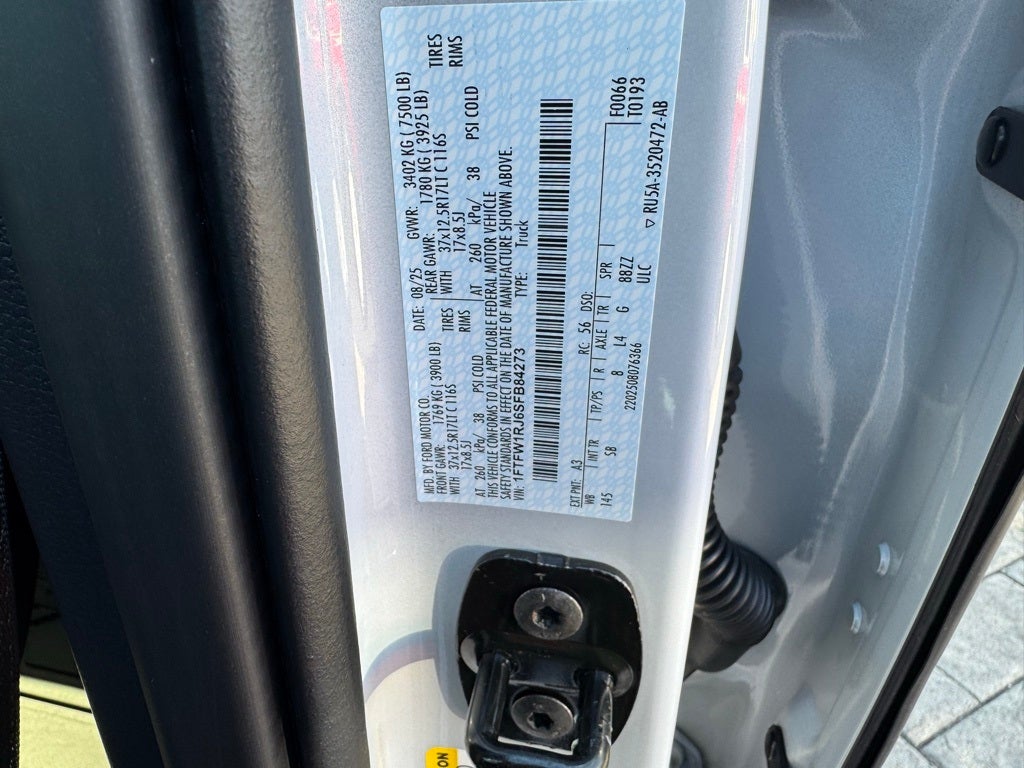 MFD. BY FORD MOTOR CO.
DATE: 08/25 GVWR: 3402 KG ( 7500 LB)
FRONT GAWR: 1769 KG ( 3900 LB)
REAR GAWR: 1780 KG ( 3925 LB)
WITH 37x12.5R17LT C 116S TIRES
WITH 37x12.5R17LT C 116S TIRES
17x8.5J RIMS
17x8.5J RIMS
AT 260 kPa/ 38 PSI COLD
AT 260 kPa/ 38 PSI COLD
THIS VEHICLE CONFORMS TO ALL APPLICABLE FEDERAL MOTOR VEHICLE
SAFETY STANDARDS IN EFFECT ON THE DATE OF MANUFACTURE SHOWN ABOVE.
VIN: 1FTFW1RJ6SFB84273 TYPE: Truck
F0066
T0193
EXT PNT: A3 RC: 56 DSO:
WB INT TR TP/PS R AXLE TR SPR
145 58 8 L4 G 88ZZ
ULC
2202508076366
▽ RU5A-3520472-AB
ON